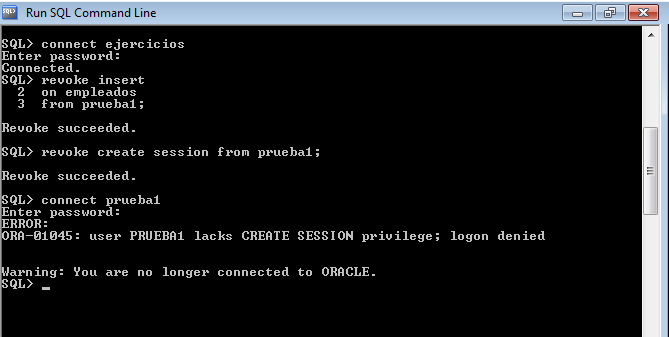 Run SQL Command Line
SQL> connect ejercicios
Enter password:
Connected.
SQL> revoke insert
  2  on empleados
  3  from prueba1;
Revoke succeeded.
SQL> revoke create session from prueba1;
Revoke succeeded.
SQL> connect prueba1
Enter password:
ERROR:
ORA-01045: user PRUEBA1 lacks CREATE SESSION privilege; logon denied
Warning: You are no longer connected to ORACLE.
SQL> _